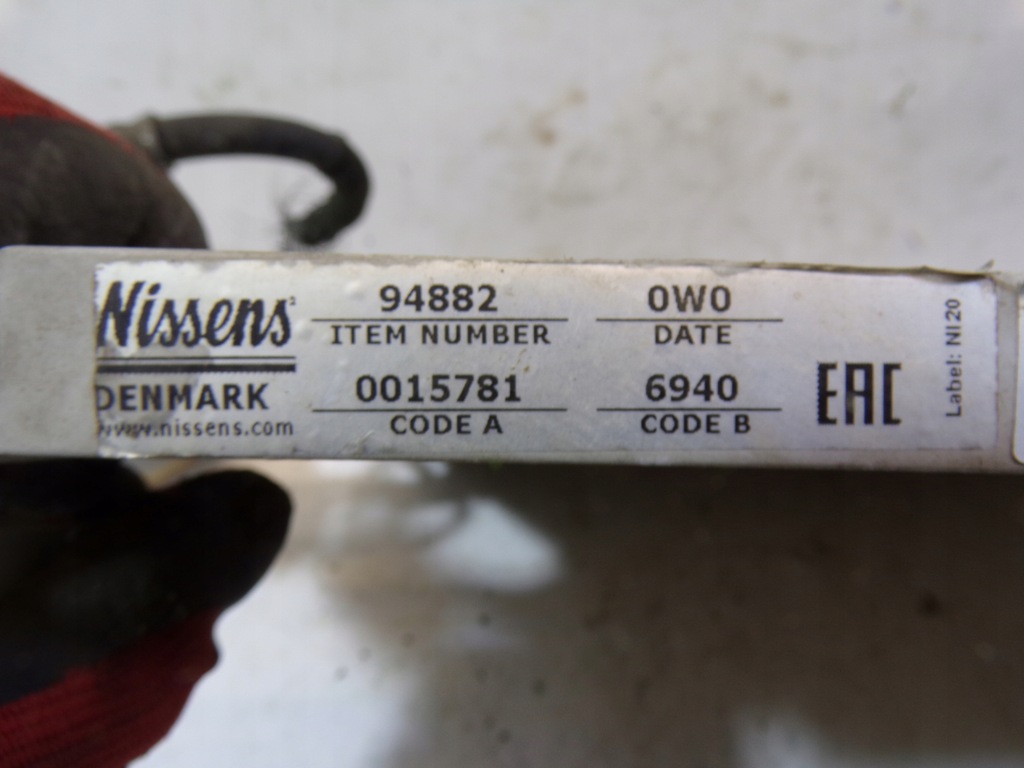 Nissens
DENMARK
www.nissens.com
94882
ITEM NUMBER
0015781
CODE A
0W0
DATE
6940
CODE B
EAC
Label: NI20